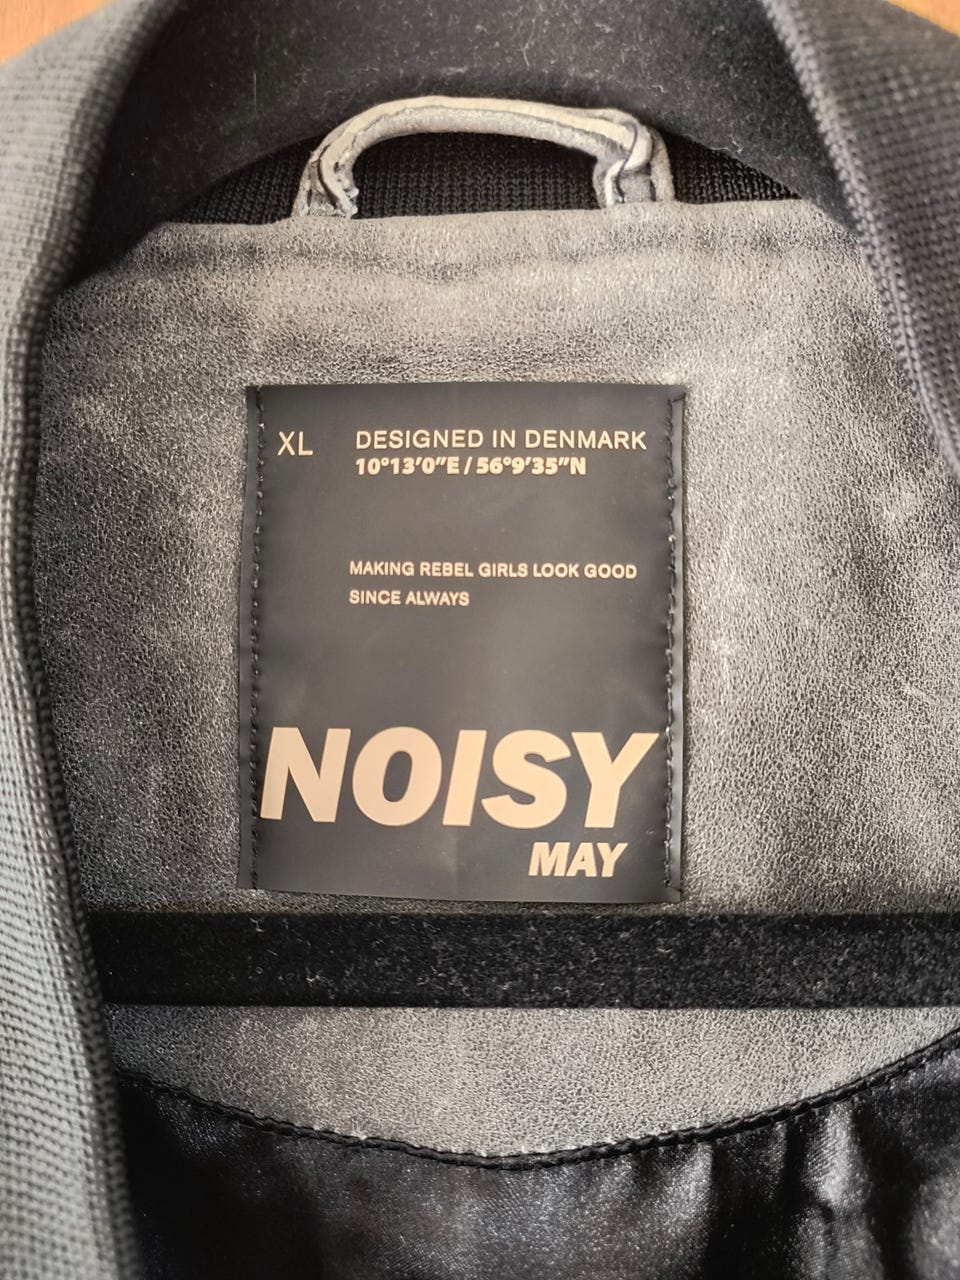 XL
DESIGNED IN DENMARK
10°13'0"E / 56°9'35"N
MAKING REBEL GIRLS LOOK GOOD
SINCE ALWAYS
NOISY
MAY